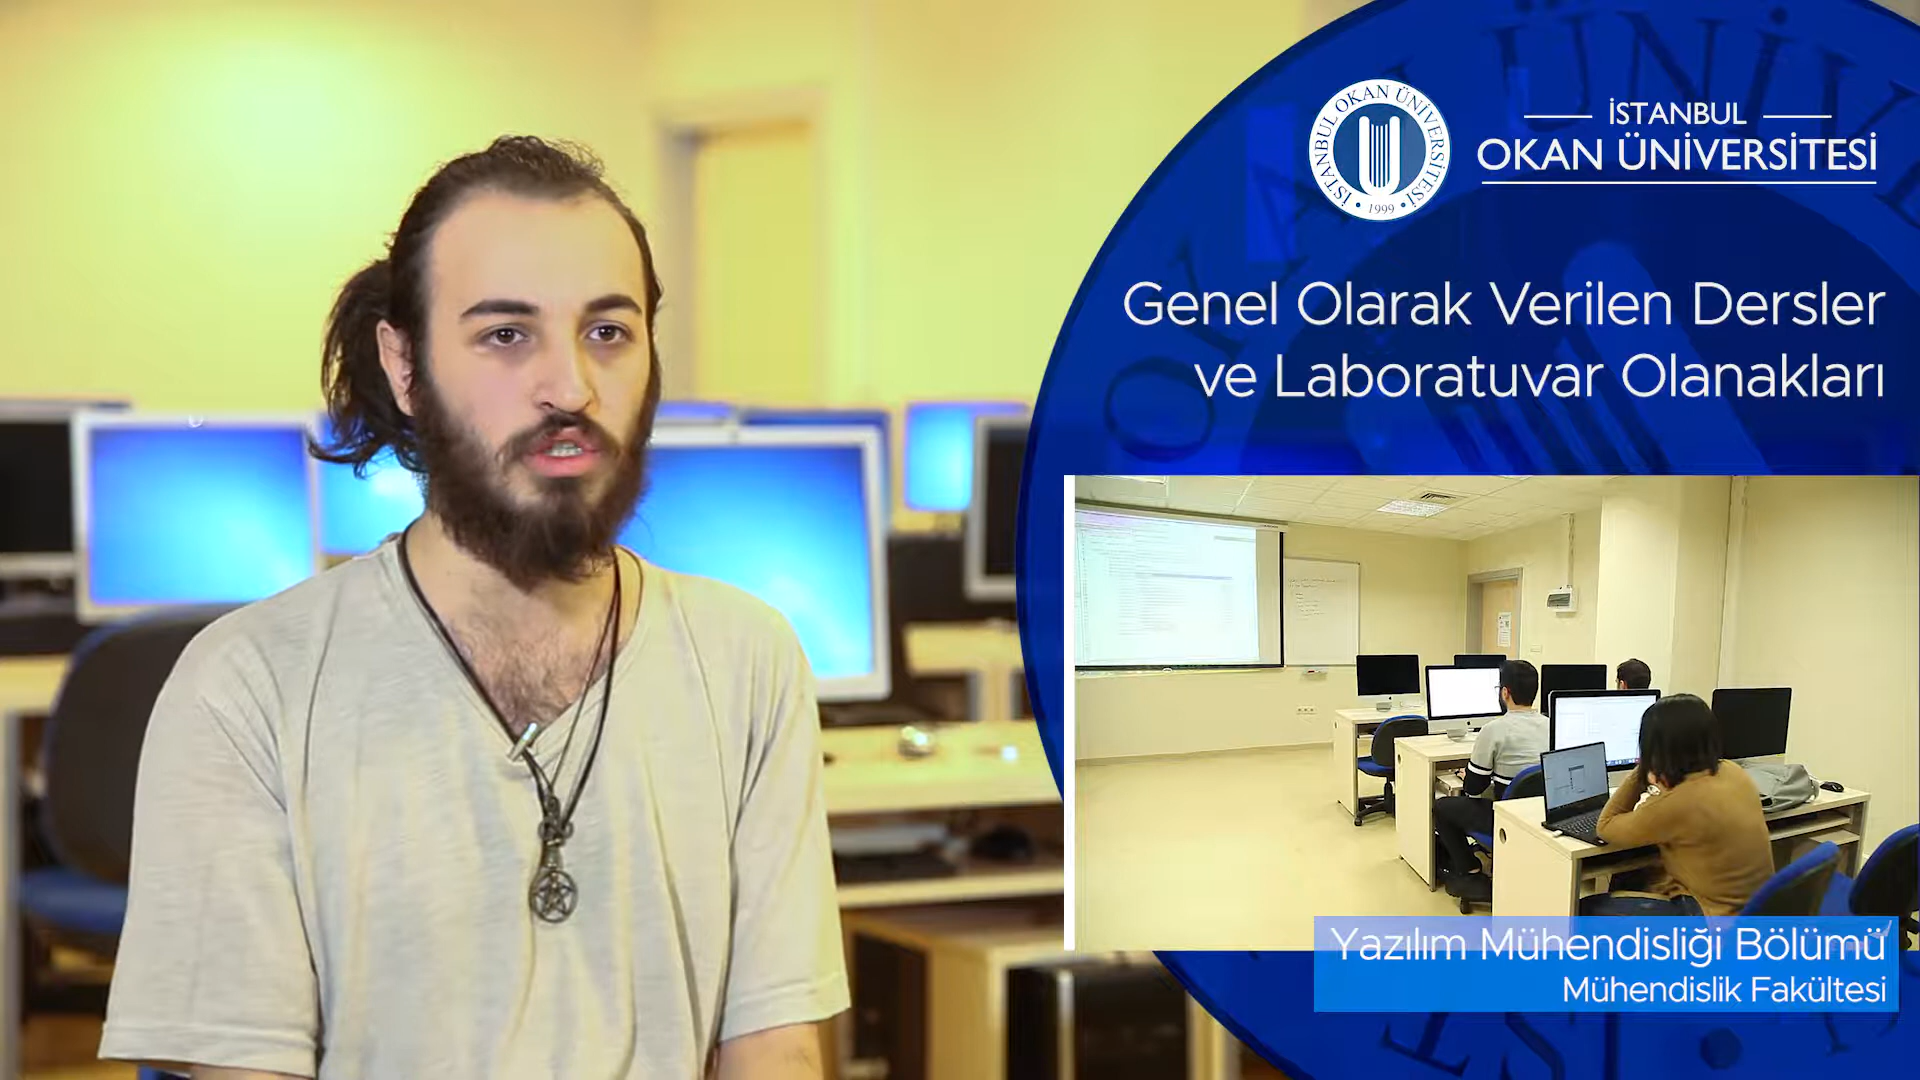 İSTANBUL OKAN ÜNİVERSİTESİ
• 1999 •
İSTANBUL
OKAN ÜNİVERSİTESİ
Genel Olarak Verilen Dersler
ve Laboratuvar Olanakları
Yazılım Mühendisliği Bölümü
Mühendislik Fakültesi